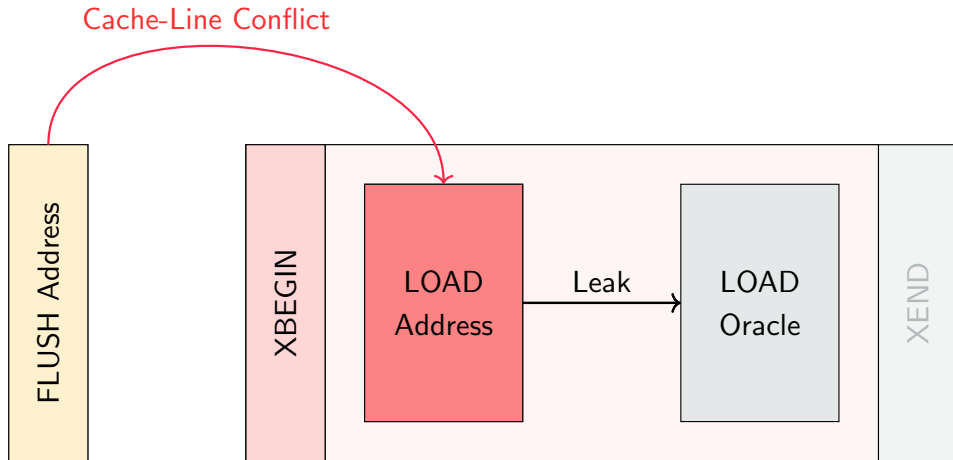 Cache-Line Conflict
FLUSH Address
XBEGIN
LOAD
Address
Leak
LOAD
Oracle
XEND